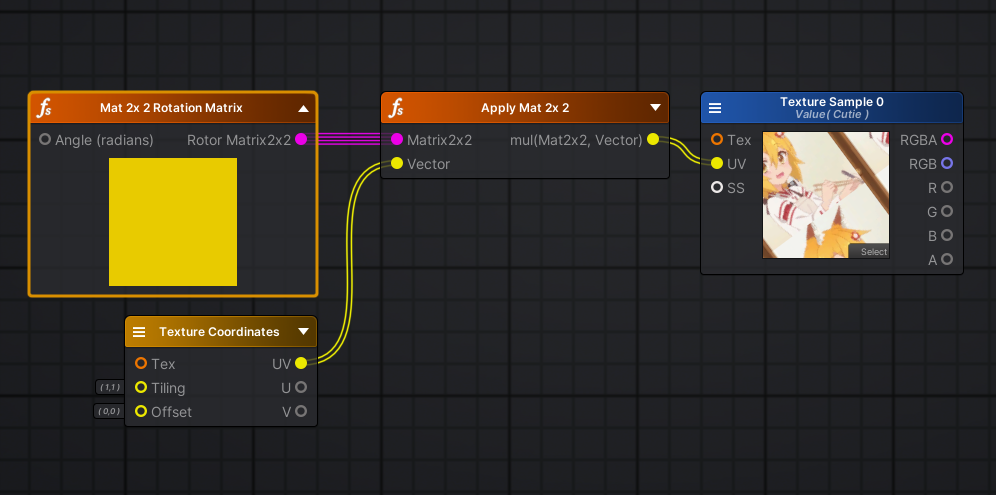 fs
Mat 2x 2 Rotation Matrix
Angle (radians)
Rotor Matrix2x2
fs
Apply Mat 2x 2
Matrix2x2
mul(Mat2x2, Vector)
Vector
Texture Sample 0
Value( Cutie )
Tex
UV
SS
Select
RGBA
RGB
R
G
B
A
Texture Coordinates
Tex
UV
(1,1)
Tiling
U
(0,0)
Offset
V